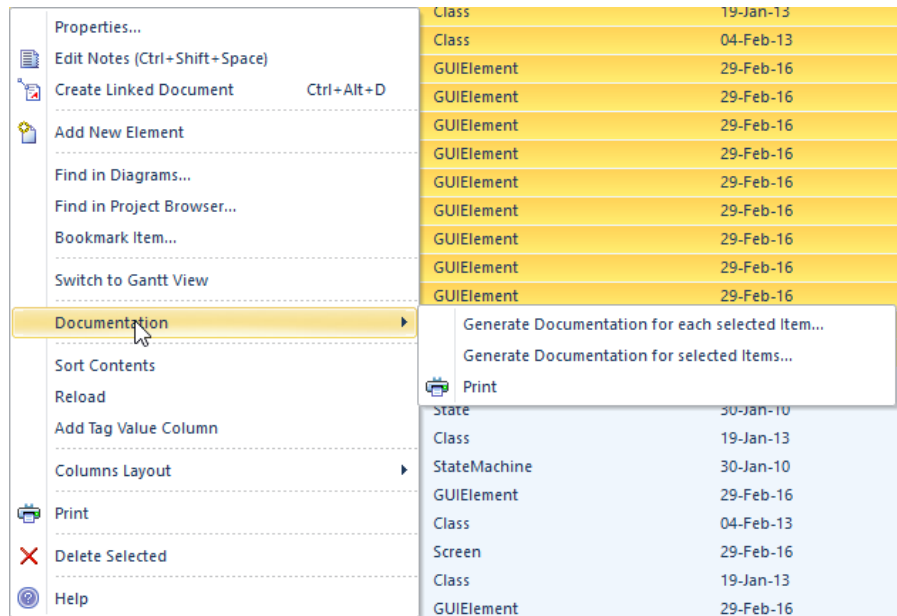 Properties...
Edit Notes (Ctrl+Shift+Space)
Create Linked Document Ctrl+Alt+D
Add New Element
Find in Diagrams...
Find in Project Browser...
Bookmark Item...
Switch to Gantt View
Documentation
Sort Contents
Reload
Add Tag Value Column
Columns Layout
Print
Delete Selected
Help
Generate Documentation for each selected Item...
Generate Documentation for selected Items...
Print
Class 19-Jan-13
Class 04-Feb-13
GUIElement 29-Feb-16
GUIElement 29-Feb-16
GUIElement 29-Feb-16
GUIElement 29-Feb-16
GUIElement 29-Feb-16
GUIElement 29-Feb-16
GUIElement 29-Feb-16
GUIElement 29-Feb-16
GUIElement 29-Feb-16
State 30-Jan-10
Class 19-Jan-13
StateMachine 30-Jan-10
GUIElement 29-Feb-16
Class 04-Feb-13
Screen 29-Feb-16
Class 19-Jan-13
GUIElement 29-Feb-16